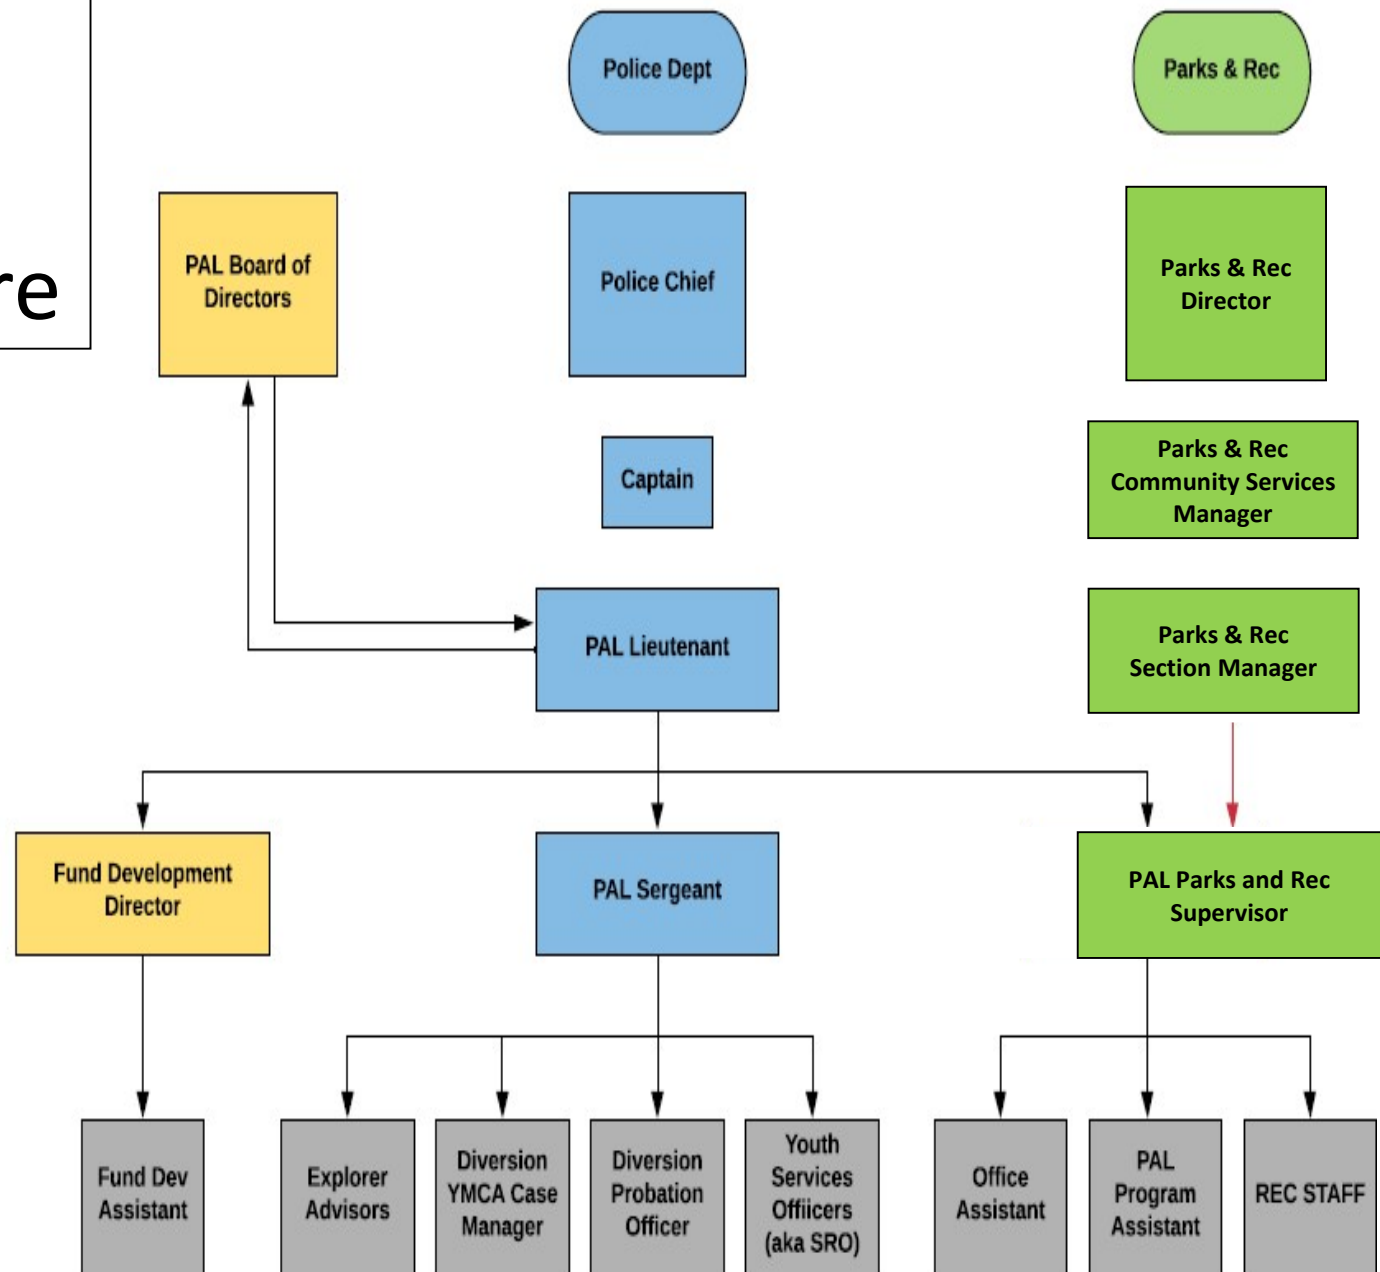 re
Police Dept
Parks & Rec
PAL Board of
Directors
Police Chief
Parks & Rec
Director
Captain
Parks & Rec
Community Services
Manager
PAL Lieutenant
Parks & Rec
Section Manager
Fund Development
Director
PAL Sergeant
PAL Parks and Rec
Supervisor
Fund Dev
Assistant
Explorer
Advisors
Diversion
YMCA Case
Manager
Diversion
Probation
Officer
Youth
Services
Offiicers
(aka SRO)
Office
Assistant
PAL
Program
Assistant
REC STAFF